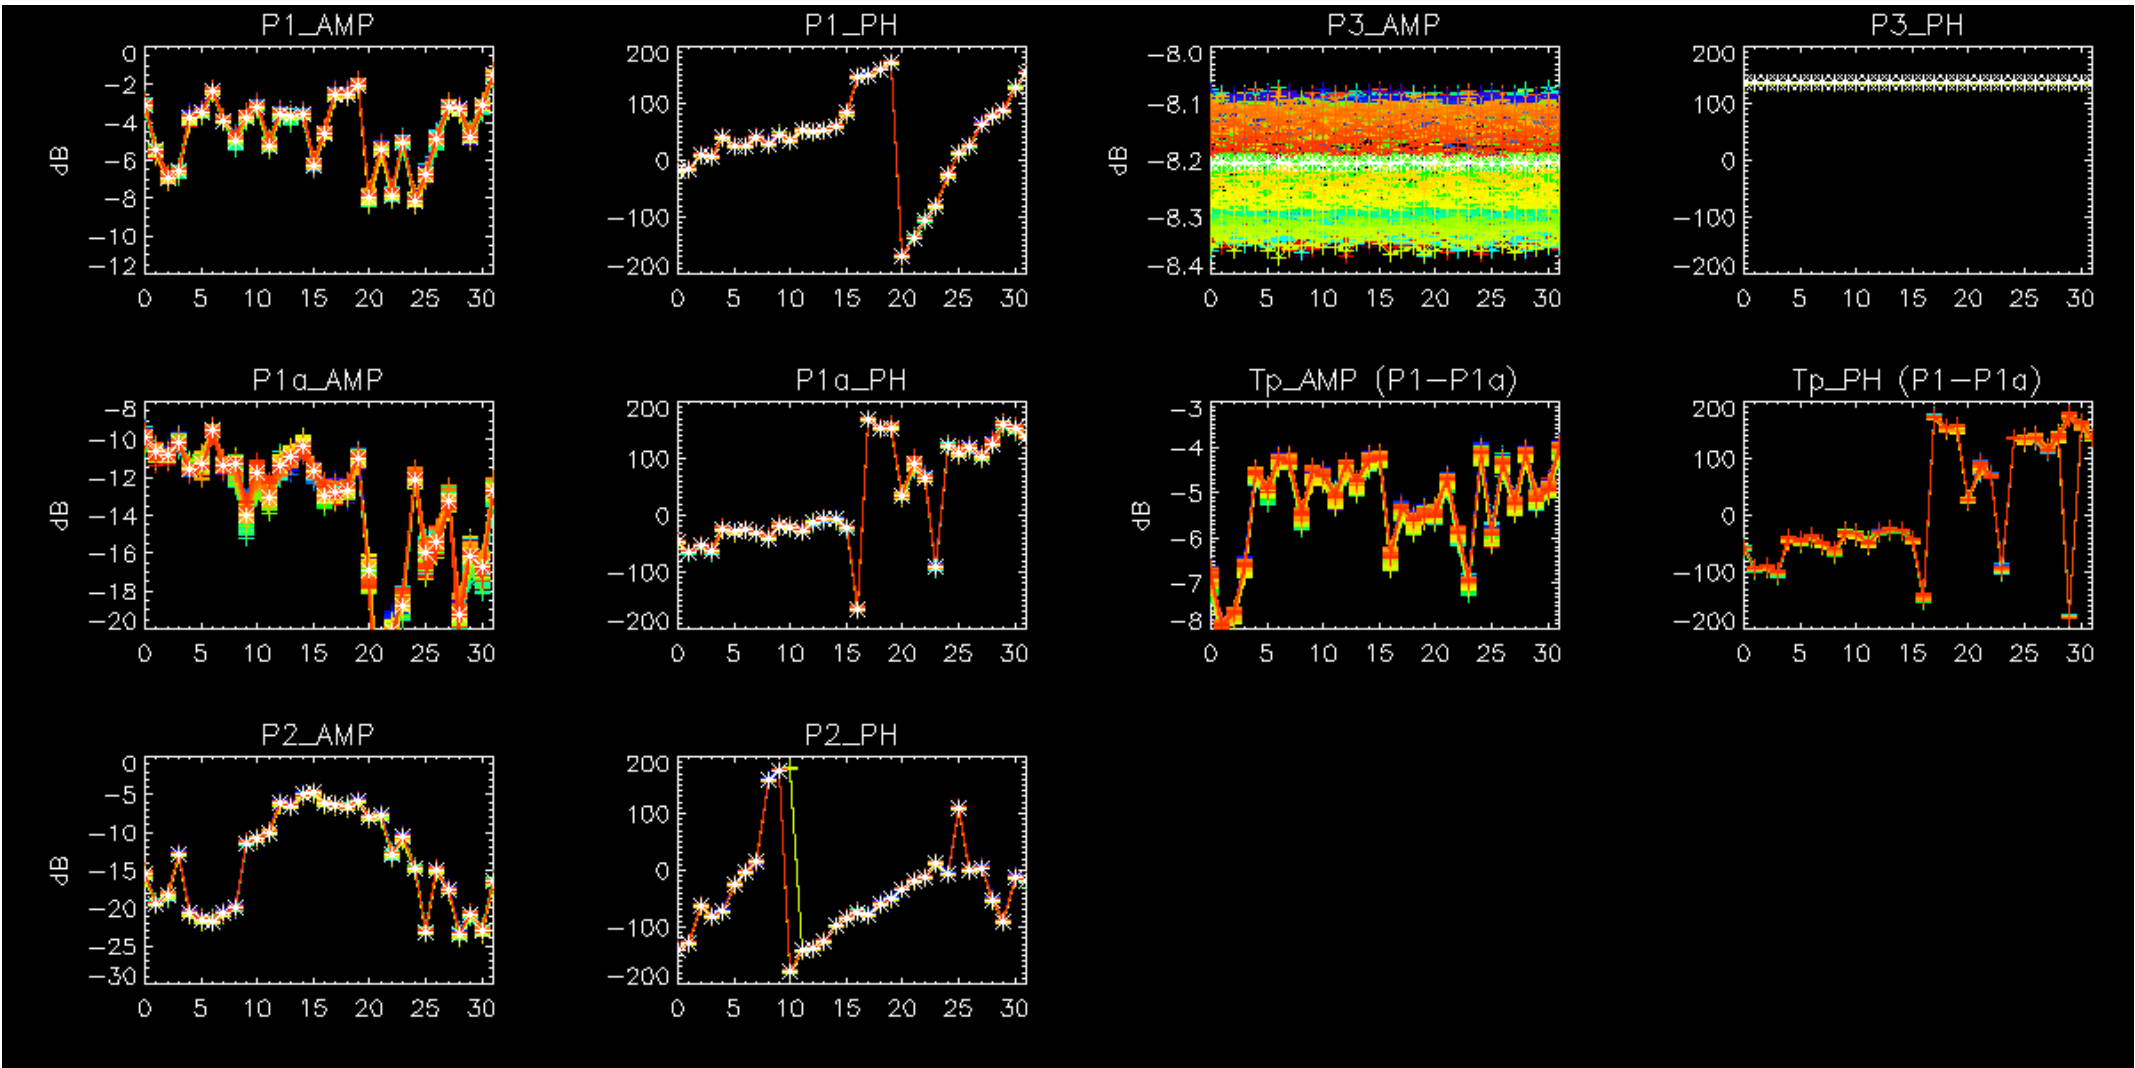 P1_AMP
P1_PH
P3_AMP
P3_PH
0
−2
−4
−6
−8
−10
−12
dB
0 5 10 15 20 25 30
200
100
0
−100
−200
0 5 10 15 20 25 30
−8.0
−8.1
−8.2
−8.3
−8.4
dB
0 5 10 15 20 25 30
200
100
0
−100
−200
0 5 10 15 20 25 30
P1a_AMP
P1a_PH
Tp_AMP (P1−P1a)
Tp_PH (P1−P1a)
−8
−10
−12
−14
−16
−18
−20
dB
0 5 10 15 20 25 30
200
100
0
−100
−200
0 5 10 15 20 25 30
−3
−4
−5
−6
−7
−8
dB
0 5 10 15 20 25 30
200
100
0
−100
−200
0 5 10 15 20 25 30
P2_AMP
P2_PH
0
−5
−10
−15
−20
−25
−30
dB
0 5 10 15 20 25 30
200
100
0
−100
−200
0 5 10 15 20 25 30